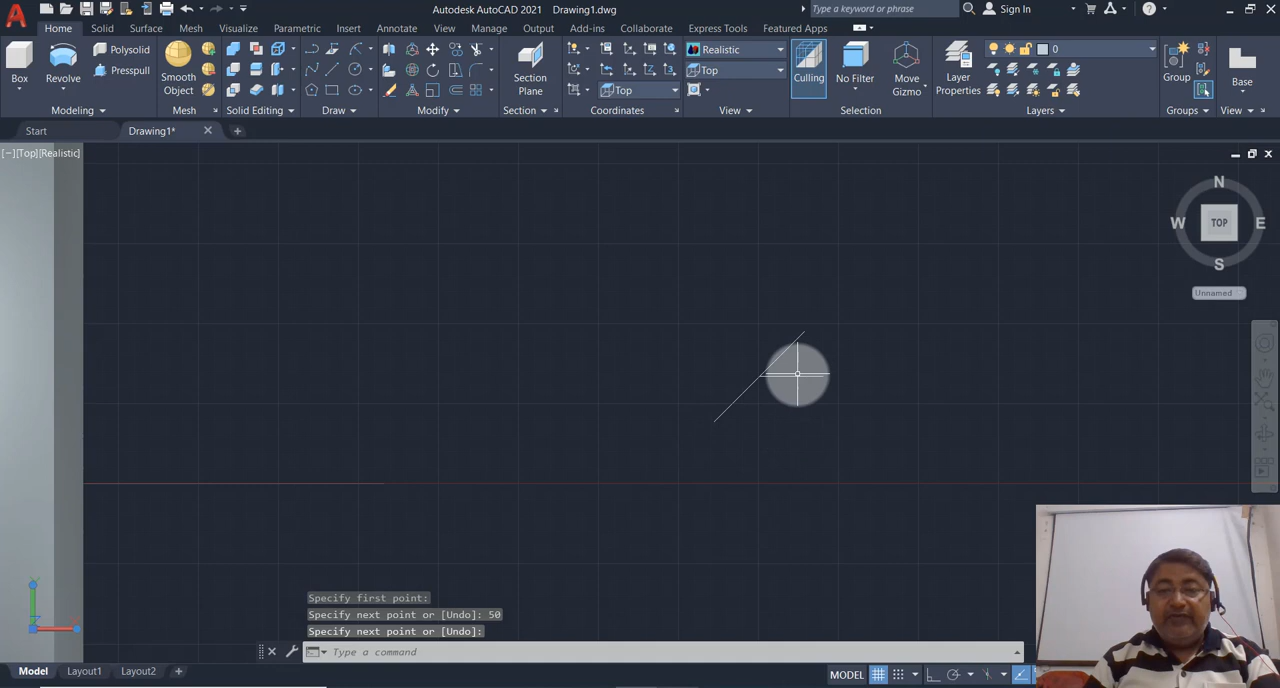 Autodesk AutoCAD 2021 Drawing1.dwg
Type a keyword or phrase
Sign In
Home Solid Surface Mesh Visualize Parametric Insert Annotate View Manage Output Add-ins Collaborate Express Tools Featured Apps
Box
Revolve
Polysolid
Presspull
Smooth
Object
Section
Plane
Top
Realistic
Top
Culling
No Filter
Move
Gizmo
Layer
Properties
0
Group
Base
Modeling
Mesh
Solid Editing
Draw
Modify
Section
Coordinates
View
Selection
Layers
Groups
View
Start
Drawing1*
[−][Top][Realistic]
N
W
TOP
E
S
Unnamed
Specify first point:
Specify next point or [Undo]: 50
Specify next point or [Undo]:
Type a command
Model Layout1 Layout2
MODEL